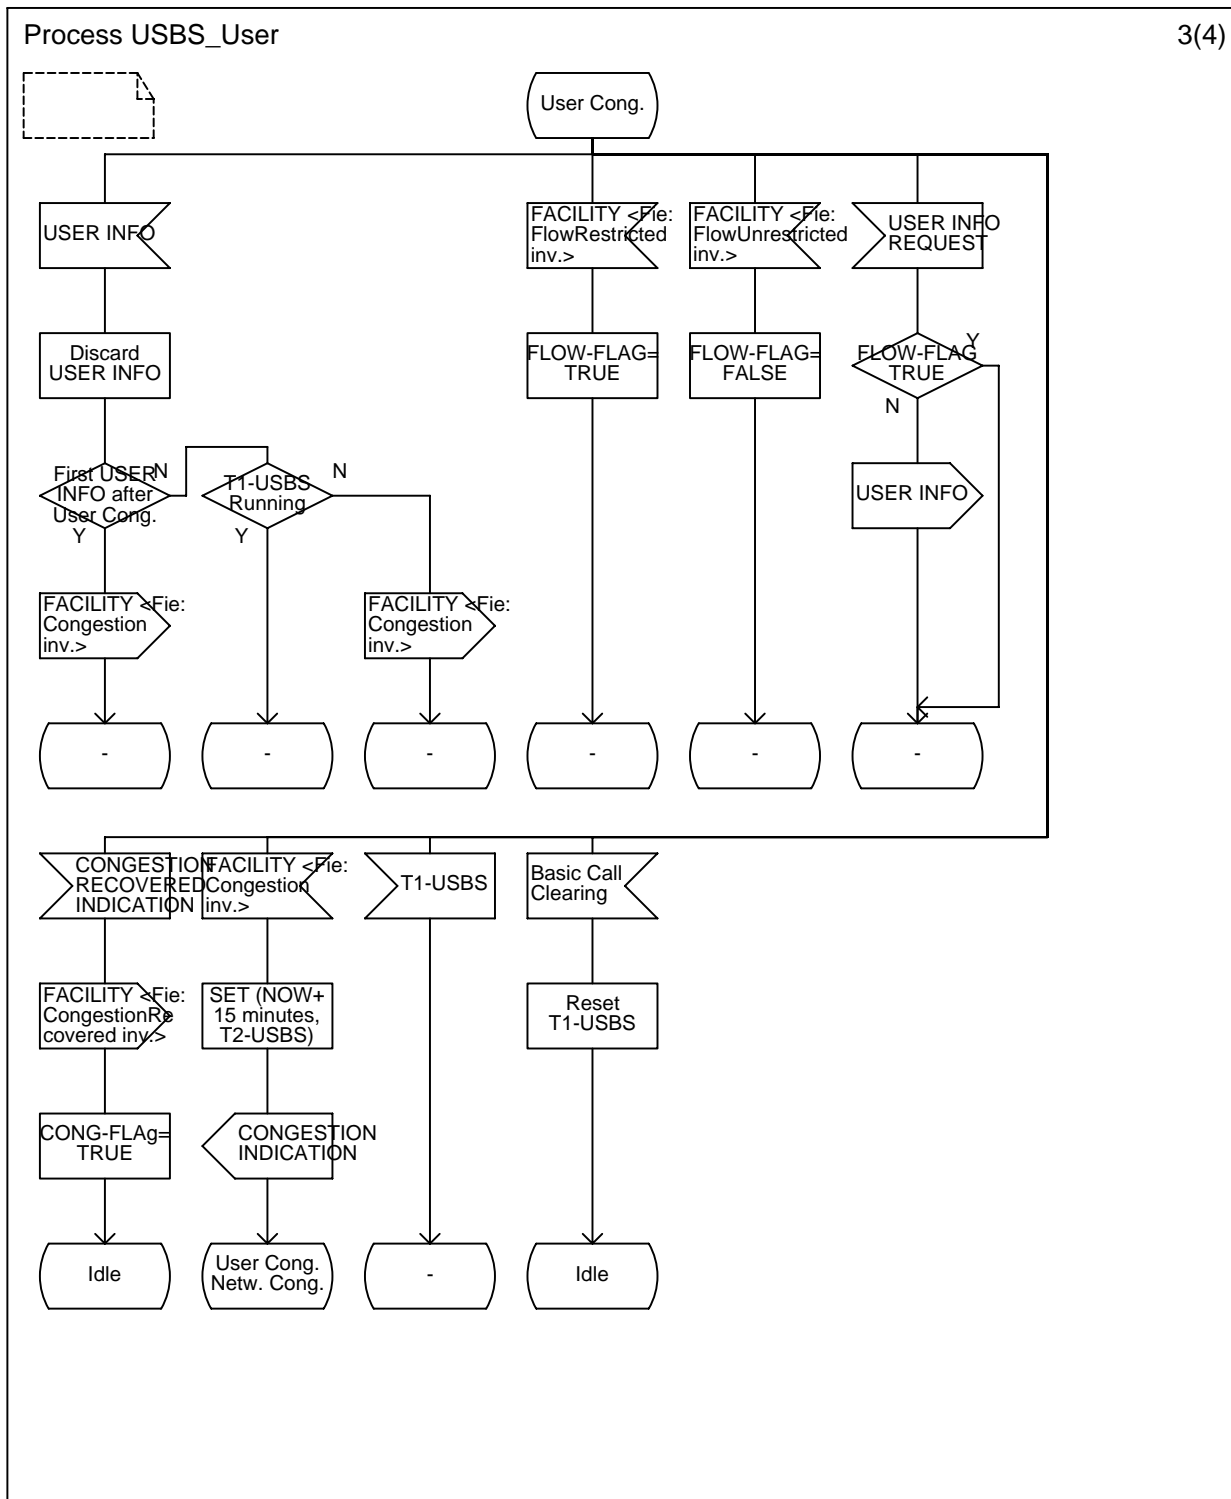 Process USBS_User
3(4)
User Cong.
USER INFO
FACILITY <Fie:
FlowRestricted
inv.>
FACILITY <Fie:
FlowUnrestricted
inv.>
USER INFO
REQUEST
Discard
USER INFO
FLOW-FLAG=
TRUE
FLOW-FLAG=
FALSE
FLOW-FLAG
TRUE
Y
N
First USER
INFO after
User Cong.
N
Y
T1-USBS
Running
N
Y
USER INFO
FACILITY <Fie:
Congestion
inv.>
FACILITY <Fie:
Congestion
inv.>
-
-
-
-
-
-
CONGESTION
RECOVERED
INDICATION
FACILITY <Fie:
Congestion
inv.>
T1-USBS
Basic Call
Clearing
FACILITY <Fie:
CongestionRe
covered inv.>
SET (NOW+
15 minutes,
T2-USBS)
Reset
T1-USBS
CONG-FLAg=
TRUE
CONGESTION
INDICATION
Idle
User Cong.
Netw. Cong.
-
Idle